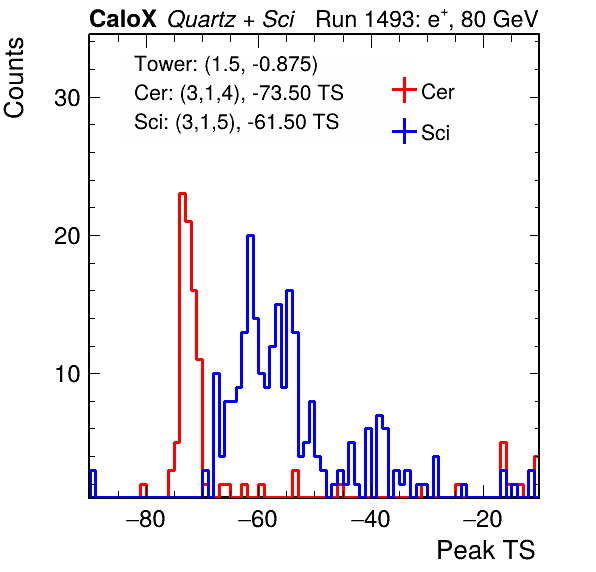 CaloX Quartz + Sci Run 1493: e⁺, 80 GeV
Counts
Tower: (1.5, -0.875)
Cer: (3,1,4), -73.50 TS
Sci: (3,1,5), -61.50 TS
Cer
Sci
30
20
10
−80 −60 −40 −20
Peak TS